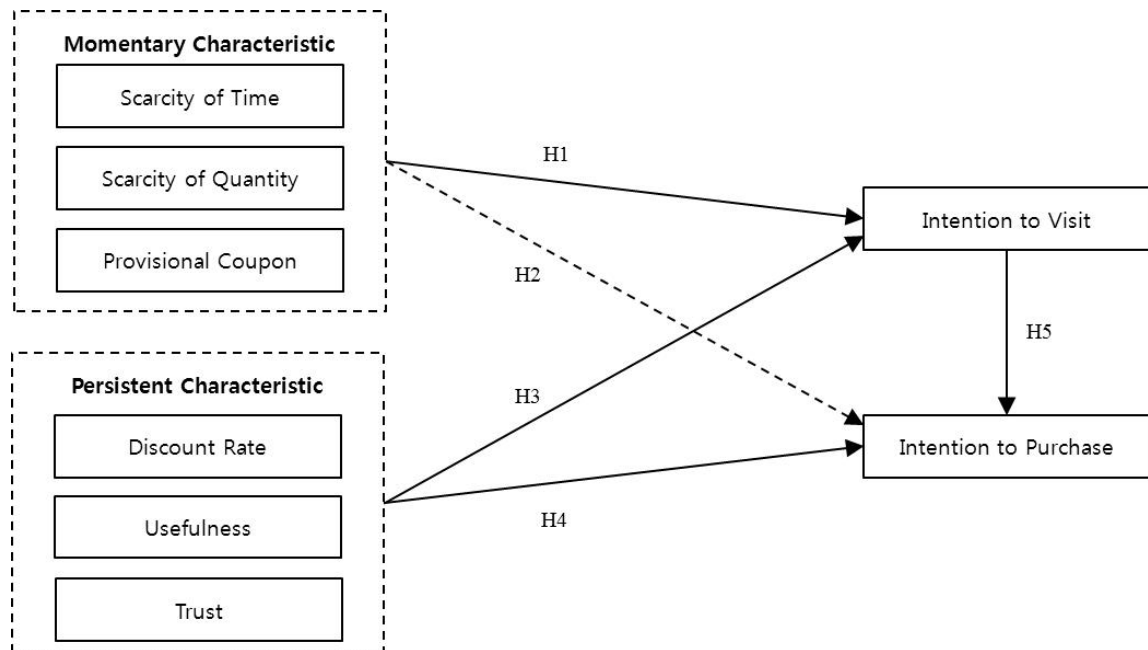 Momentary Characteristic
Scarcity of Time
Scarcity of Quantity
Provisional Coupon
Persistent Characteristic
Discount Rate
Usefulness
Trust
H1
H2
H3
H4
Intention to Visit
H5
Intention to Purchase